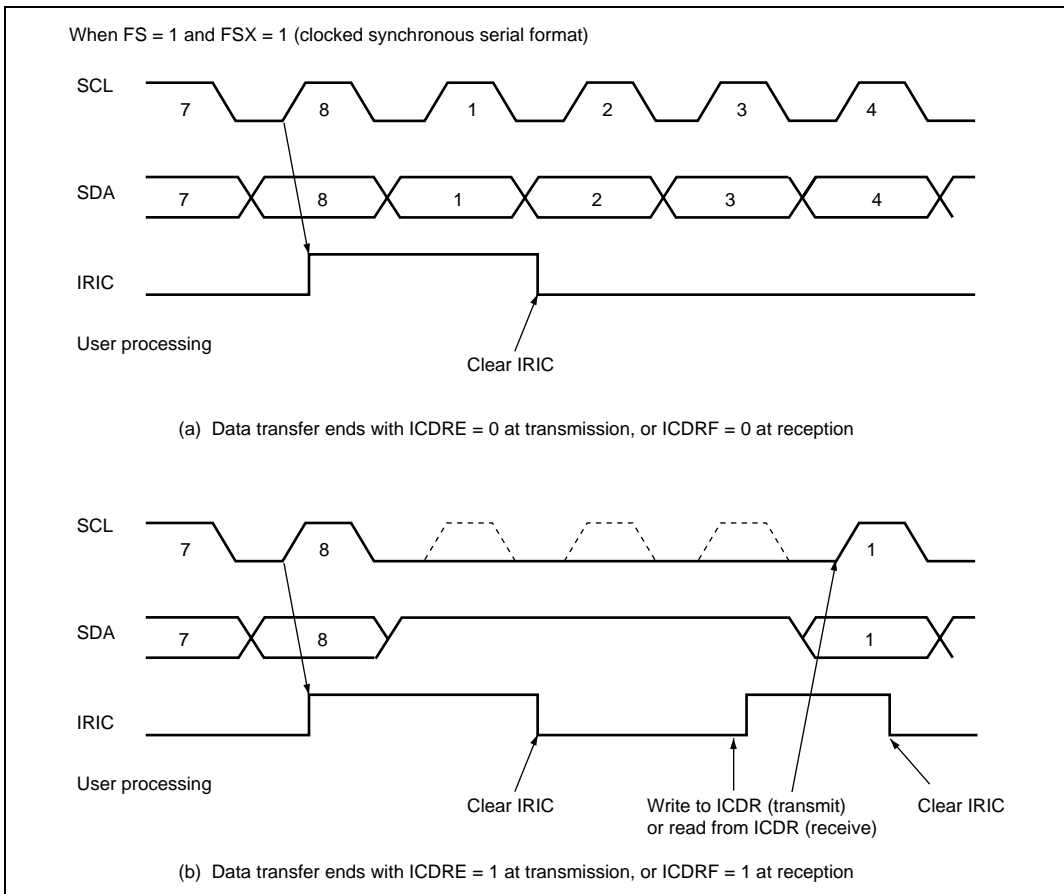 When FS = 1 and FSX = 1 (clocked synchronous serial format)
SCL
7 8 1 2 3 4
SDA
7 8 1 2 3 4
IRIC
User processing
Clear IRIC
(a) Data transfer ends with ICDRE = 0 at transmission, or ICDRF = 0 at reception
SCL
7 8 1
SDA
7 8 1
IRIC
User processing
Clear IRIC
Write to ICDR (transmit)
or read from ICDR (receive)
Clear IRIC
(b) Data transfer ends with ICDRE = 1 at transmission, or ICDRF = 1 at reception